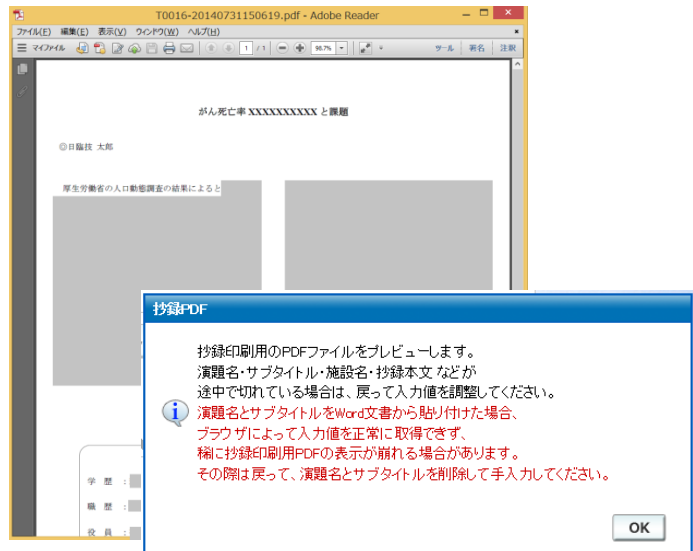 T0016-20140731150619.pdf - Adobe Reader
ファイル(F) 編集(E) 表示(V) ウィンドウ(W) ヘルプ(H)
マイファイル 1 / 1 98.7% ツール 署名 注釈
がん死亡率 XXXXXXXXXX と課題
◎日臨技 太郎
厚生労働省の人口動態調査の結果によると
抄録PDF
抄録印刷用のPDFファイルをプレビューします。
演題名・サブタイトル・施設名・抄録本文 などが
途中で切れている場合は、戻って入力値を調整してください。
演題名とサブタイトルをWord文書から貼り付けた場合、
ブラウザによって入力値を正常に取得できず、
稀に抄録印刷用PDFの表示が崩れる場合があります。
その際は戻って、演題名とサブタイトルを削除して手入力してください。
OK
学 歴 :
職 歴 :
役 員 :